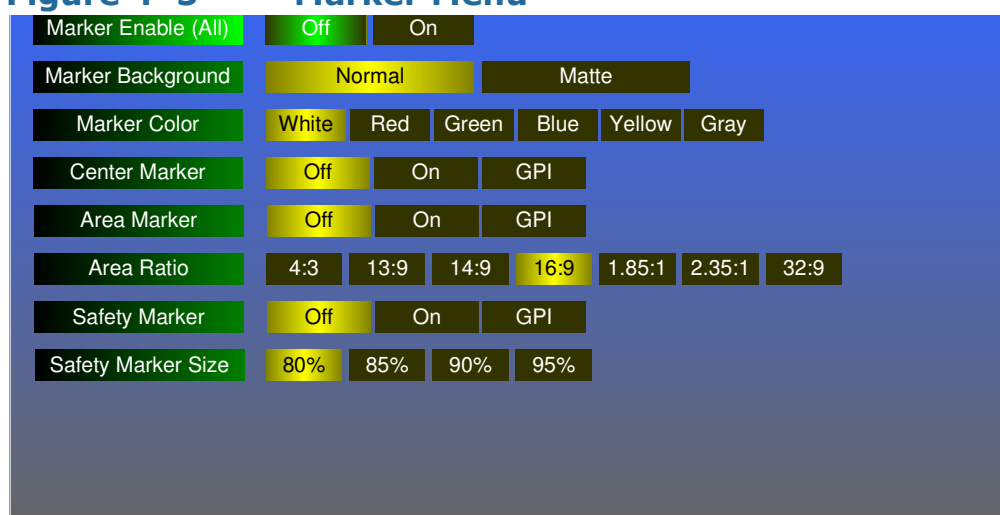 Marker Enable (All) Off On
Marker Background Normal Matte
Marker Color White Red Green Blue Yellow Gray
Center Marker Off On GPI
Area Marker Off On GPI
Area Ratio 4:3 13:9 14:9 16:9 1.85:1 2.35:1 32:9
Safety Marker Off On GPI
Safety Marker Size 80% 85% 90% 95%